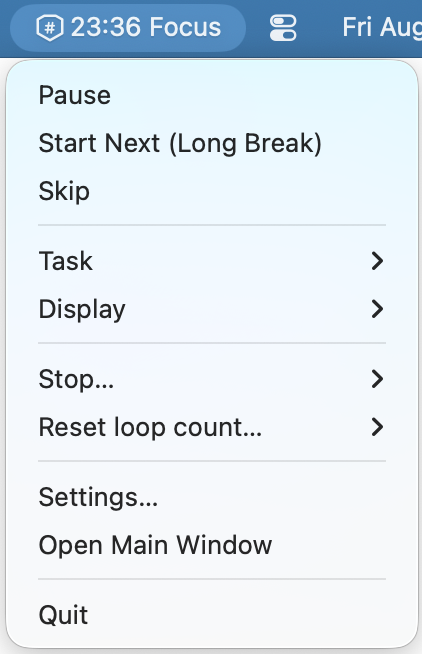 # 23:36 Focus
Fri Aug
Pause
Start Next (Long Break)
Skip
Task
Display
Stop...
Reset loop count...
Settings...
Open Main Window
Quit